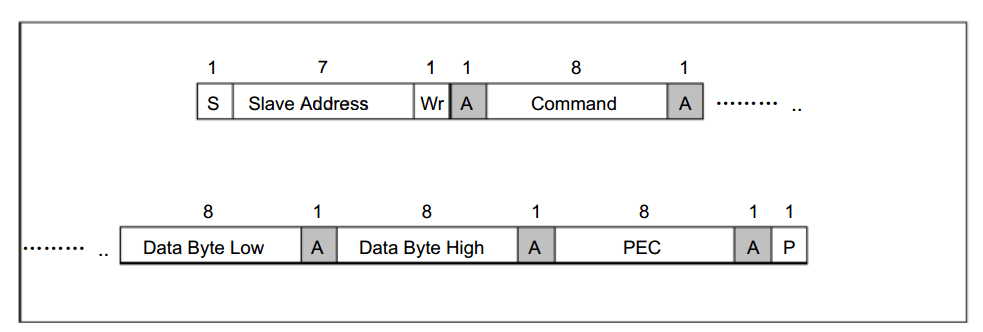 1 7 1 1 8 1
S Slave Address Wr A Command A ......... ..
8 1 8 1 8 1 1
......... .. Data Byte Low A Data Byte High A PEC A P